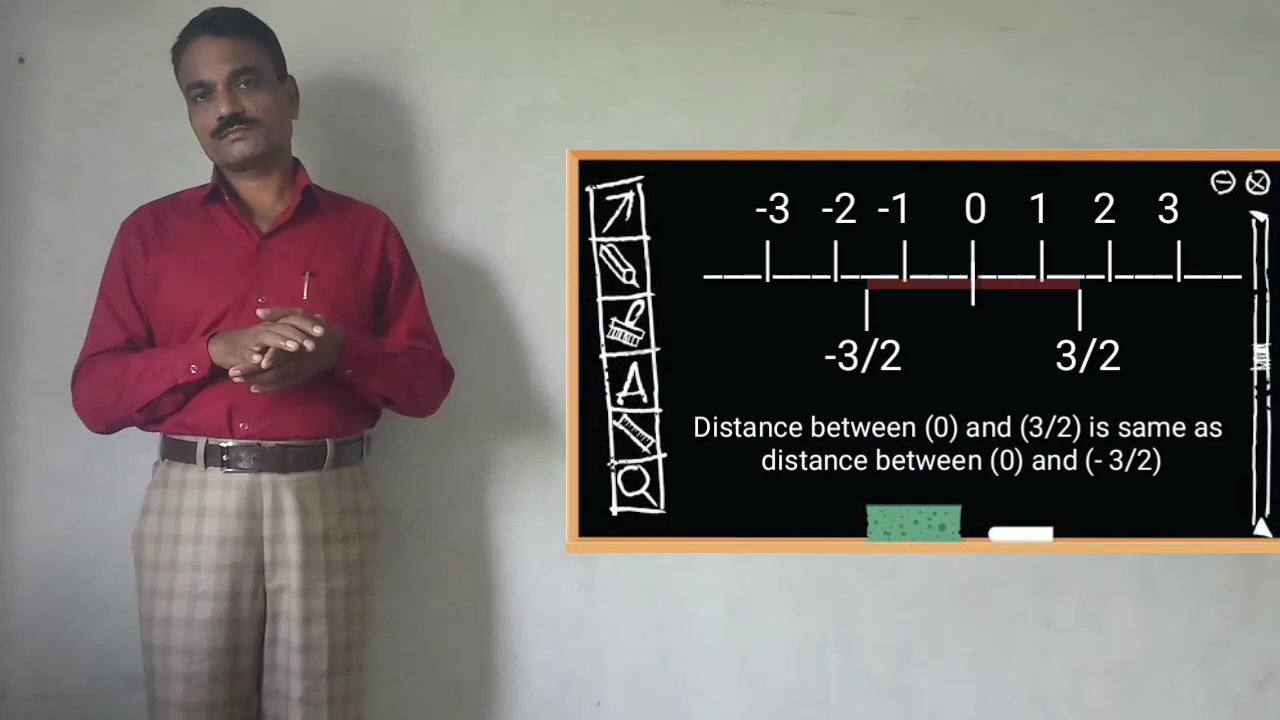 -3 -2 -1 0 1 2 3
-3/2 3/2
Distance between (0) and (3/2) is same as
distance between (0) and (- 3/2)